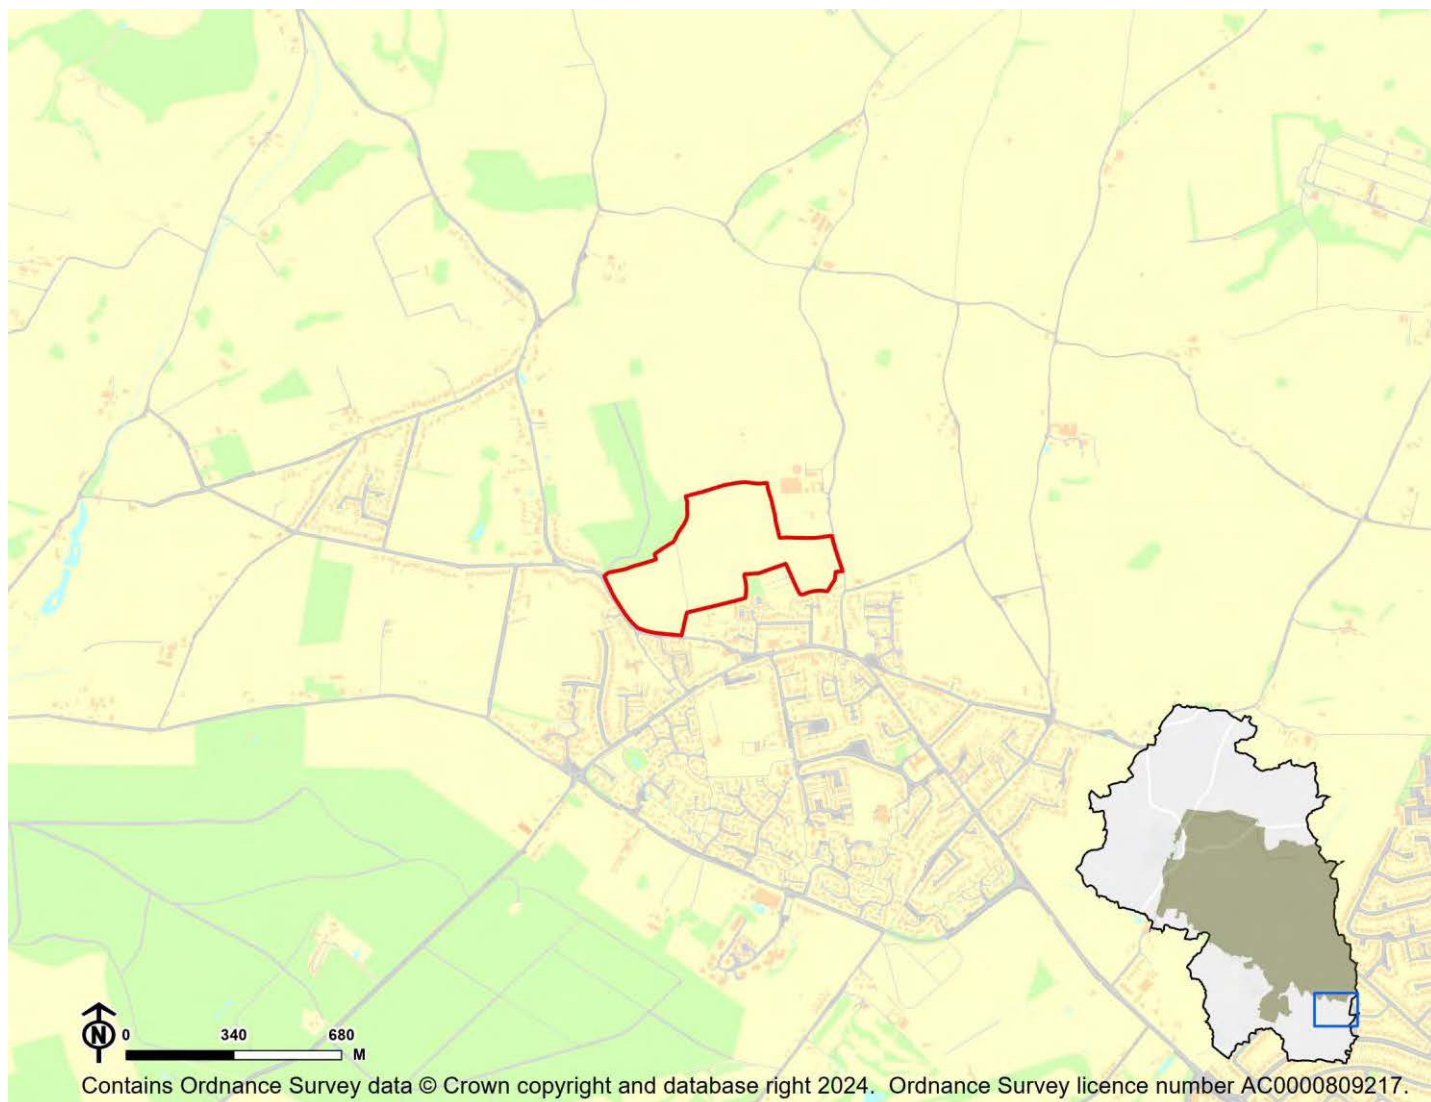 N
0 340 680
M
Contains Ordnance Survey data © Crown copyright and database right 2024. Ordnance Survey licence number AC0000809217.